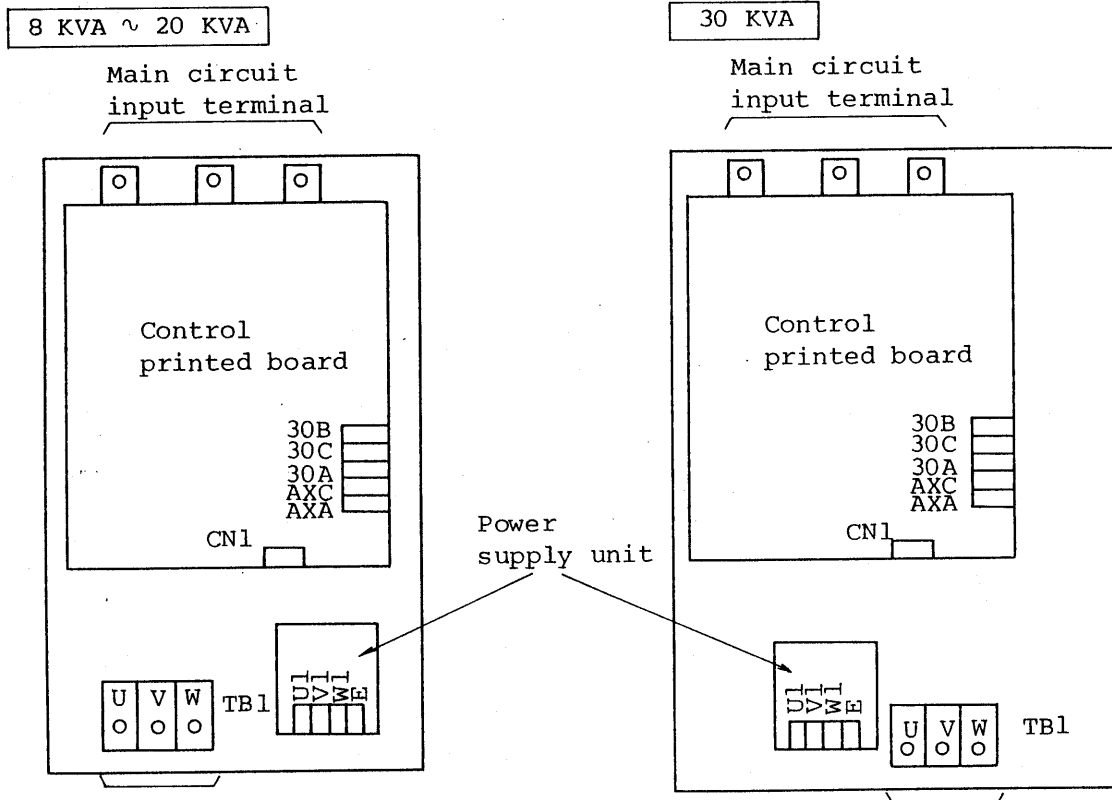 8 KVA ∿ 20 KVA
Main circuit
input terminal
Control
printed board
30B
30C
30A
AXC
AXA
CN1
U V W
TB1
U1
V1
W1
E
Power
supply unit
30 KVA
Main circuit
input terminal
Control
printed board
30B
30C
30A
AXC
AXA
CN1
U1
V1
W1
E
U V W
TB1